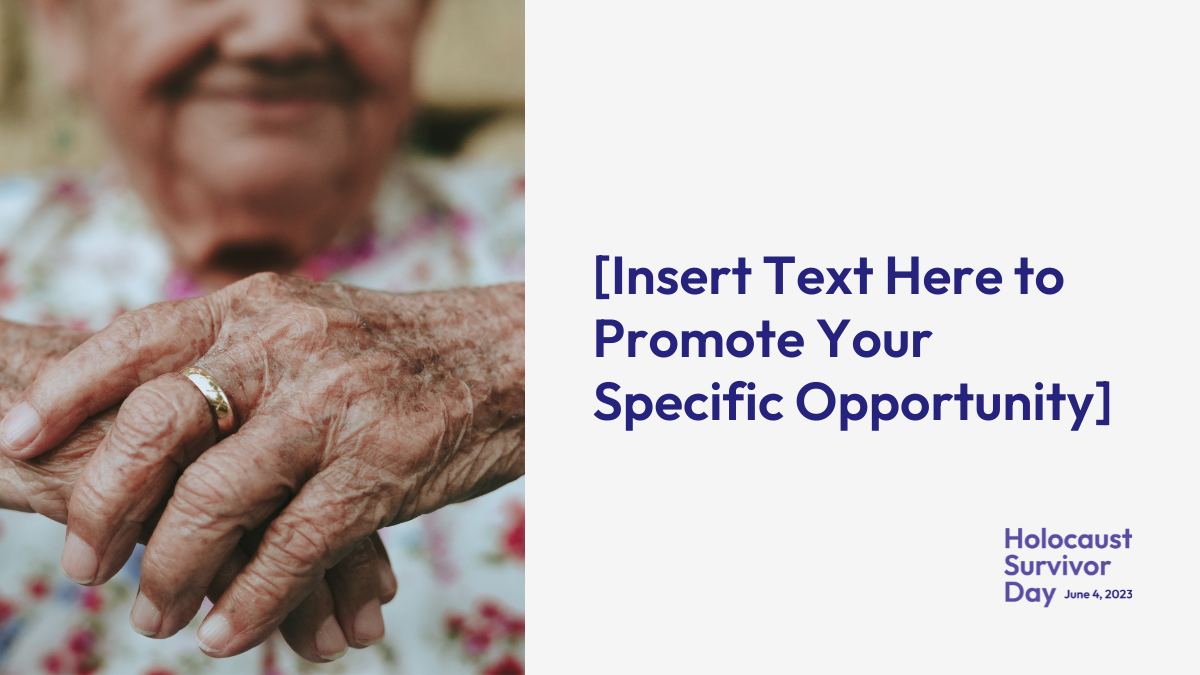 [Insert Text Here to
Promote Your
Specific Opportunity]
Holocaust
Survivor
Day June 4, 2023